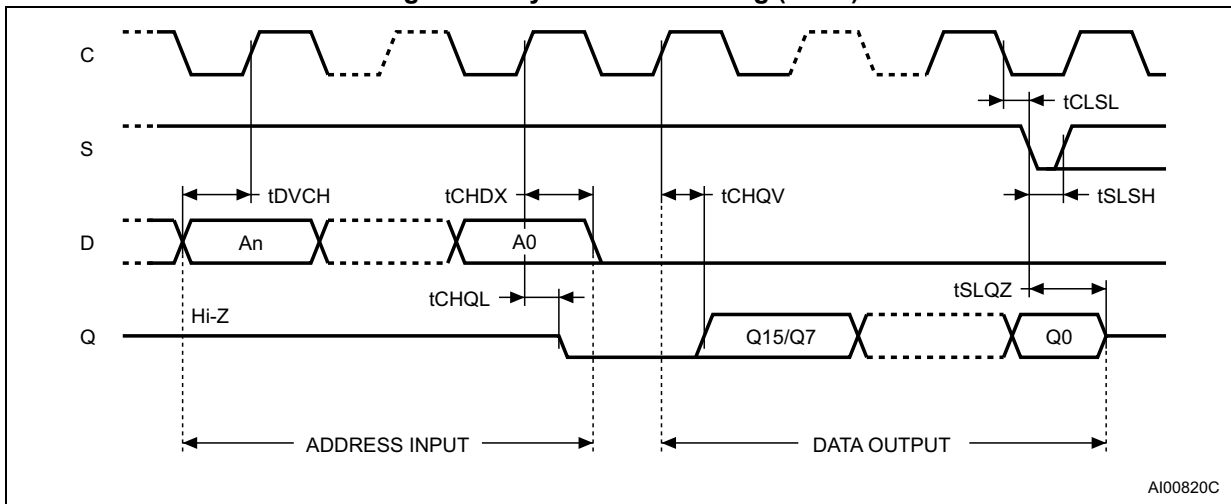 C
tCLSL
S
tDVCH
tCHDX
tCHQV
tSLSH
D
An
A0
tCHQL
tSLQZ
Hi-Z
Q
Q15/Q7
Q0
ADDRESS INPUT
DATA OUTPUT
AI00820C